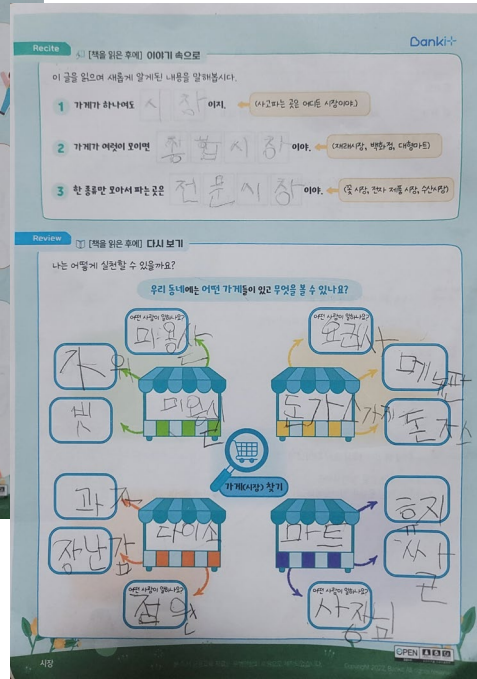 Recite
[책을 읽은 후에] 이야기 속으로
Danki+
이 글을 읽으며 새롭게 알게된 내용을 말해봅시다.
1 가게가 하나여도 시장 이지. (사고파는 곳은 어디든 시장이야.)
2 가게가 여럿이 모이면 종합시장 이야. (재래시장, 백화점, 대형마트)
3 한 종류만 모아서 파는 곳은 전문시장 이야. (꽃 시장, 전자 제품 시장, 수산시장)
Review
[책을 읽은 후에] 다시 보기
나는 어떻게 실천할 수 있을까요?
우리 동네에는 어떤 가게들이 있고 무엇을 볼 수 있나요?
어떤 사람이 일하나요?
미용사
가위
빗
미용실
어떤 사람이 일하나요?
요리사
메뉴판
돈가스
돈가스가게
가게(시장) 찾기
과자
장난감
다이소
어떤 사람이 일하나요?
점원
마트
휴지
어떤 사람이 일하나요?
사장님
시장
OPEN